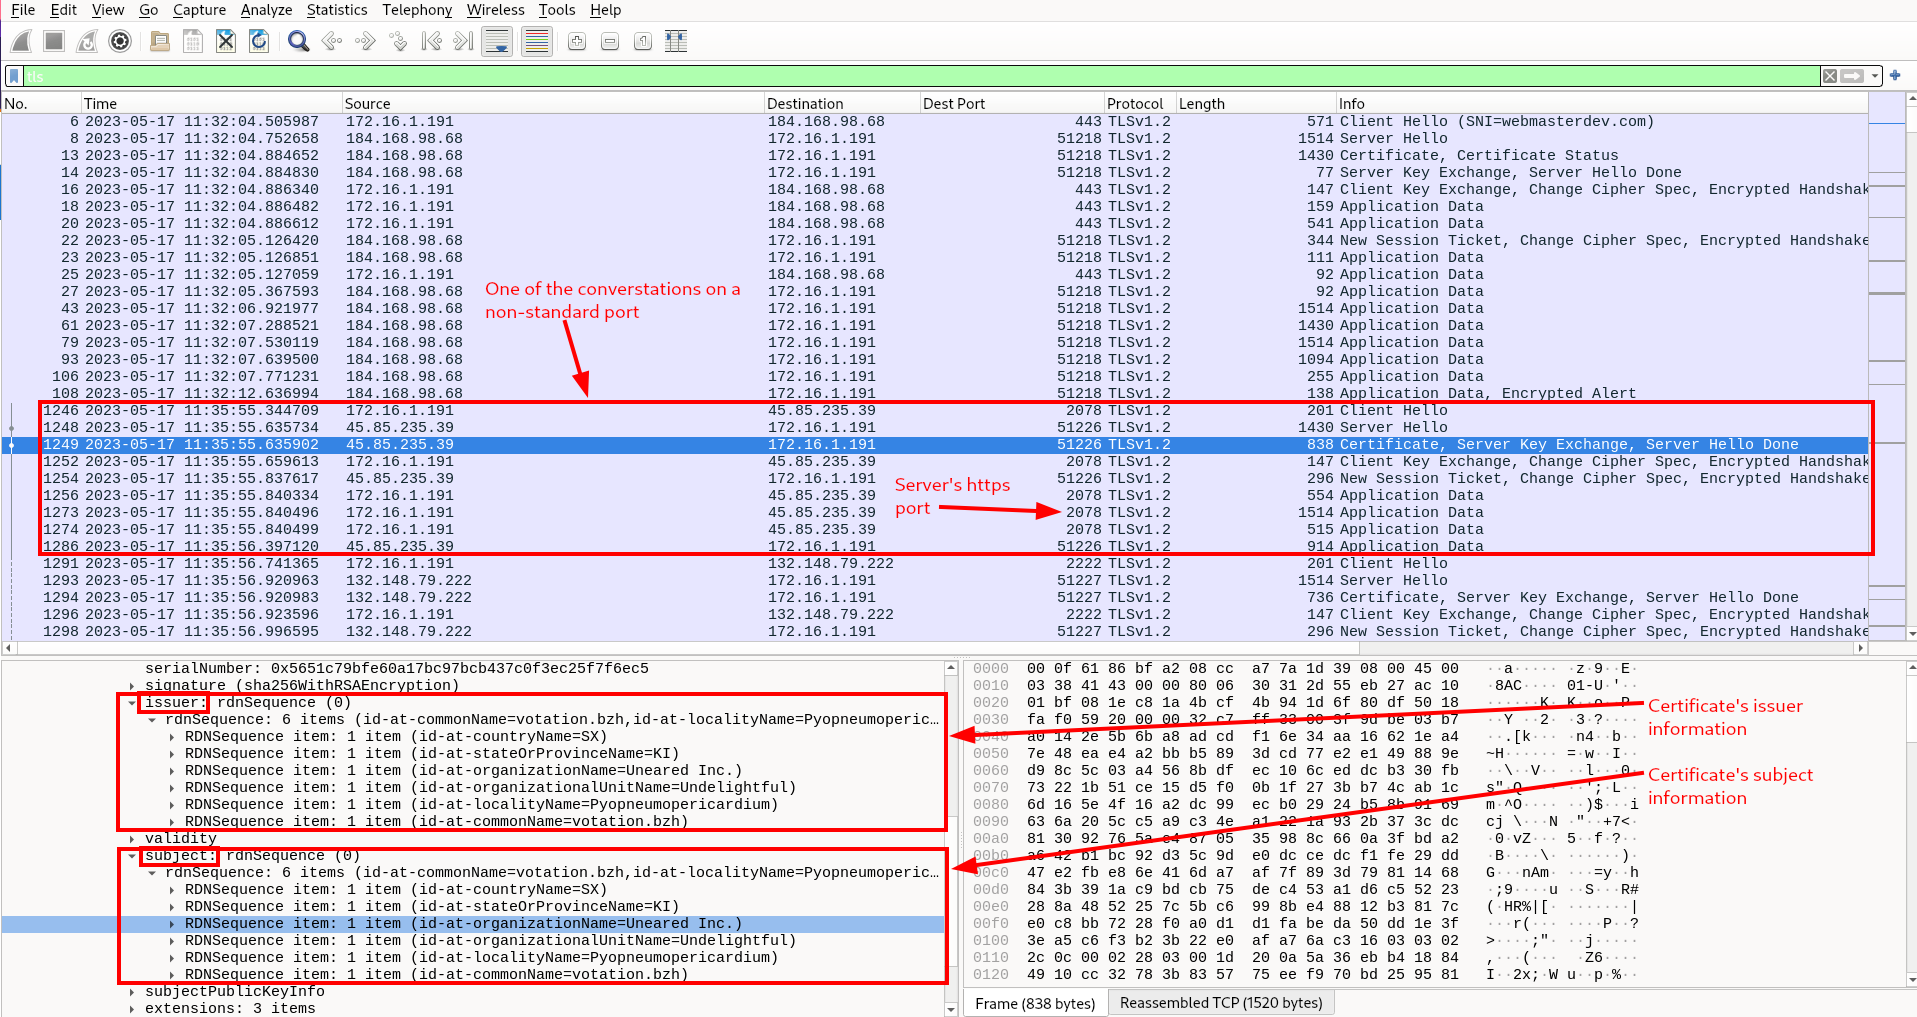 File Edit View Go Capture Analyze Statistics Telephony Wireless Tools Help
tls
No. Time Source Destination Dest Port Protocol Length Info
6 2023-05-17 11:32:04.505987 172.16.1.191 184.168.98.68 443 TLSv1.2 571 Client Hello (SNI=webmasterdev.com)
8 2023-05-17 11:32:04.752658 184.168.98.68 172.16.1.191 51218 TLSv1.2 1514 Server Hello
13 2023-05-17 11:32:04.884652 184.168.98.68 172.16.1.191 51218 TLSv1.2 1430 Certificate, Certificate Status
14 2023-05-17 11:32:04.884830 184.168.98.68 172.16.1.191 51218 TLSv1.2 77 Server Key Exchange, Server Hello Done
16 2023-05-17 11:32:04.886340 172.16.1.191 184.168.98.68 443 TLSv1.2 147 Client Key Exchange, Change Cipher Spec, Encrypted Handshak
18 2023-05-17 11:32:04.886482 172.16.1.191 184.168.98.68 443 TLSv1.2 159 Application Data
20 2023-05-17 11:32:04.886612 172.16.1.191 184.168.98.68 443 TLSv1.2 541 Application Data
22 2023-05-17 11:32:05.126420 184.168.98.68 172.16.1.191 51218 TLSv1.2 344 New Session Ticket, Change Cipher Spec, Encrypted Handshake
23 2023-05-17 11:32:05.126851 184.168.98.68 172.16.1.191 51218 TLSv1.2 111 Application Data
25 2023-05-17 11:32:05.127059 172.16.1.191 184.168.98.68 443 TLSv1.2 92 Application Data
27 2023-05-17 11:32:05.367593 184.168.98.68 172.16.1.191 51218 TLSv1.2 92 Application Data
43 2023-05-17 11:32:06.921977 184.168.98.68 172.16.1.191 51218 TLSv1.2 1514 Application Data
61 2023-05-17 11:32:07.288521 184.168.98.68 172.16.1.191 51218 TLSv1.2 1430 Application Data
79 2023-05-17 11:32:07.530119 184.168.98.68 172.16.1.191 51218 TLSv1.2 1514 Application Data
93 2023-05-17 11:32:07.639500 184.168.98.68 172.16.1.191 51218 TLSv1.2 1094 Application Data
106 2023-05-17 11:32:07.771231 184.168.98.68 172.16.1.191 51218 TLSv1.2 255 Application Data
108 2023-05-17 11:32:12.636994 184.168.98.68 172.16.1.191 51218 TLSv1.2 138 Application Data, Encrypted Alert
One of the converstations on a
non-standard port
1246 2023-05-17 11:35:55.344709 172.16.1.191 45.85.235.39 2078 TLSv1.2 201 Client Hello
1248 2023-05-17 11:35:55.635734 45.85.235.39 172.16.1.191 51226 TLSv1.2 1430 Server Hello
1249 2023-05-17 11:35:55.635902 45.85.235.39 172.16.1.191 51226 TLSv1.2 838 Certificate, Server Key Exchange, Server Hello Done
1252 2023-05-17 11:35:55.659613 172.16.1.191 45.85.235.39 2078 TLSv1.2 147 Client Key Exchange, Change Cipher Spec, Encrypted Handshak
1254 2023-05-17 11:35:55.837617 45.85.235.39 172.16.1.191 51226 TLSv1.2 296 New Session Ticket, Change Cipher Spec, Encrypted Handshake
1256 2023-05-17 11:35:55.840334 172.16.1.191 45.85.235.39 2078 TLSv1.2 554 Application Data
1273 2023-05-17 11:35:55.840496 172.16.1.191 45.85.235.39 2078 TLSv1.2 1514 Application Data
1274 2023-05-17 11:35:55.840499 172.16.1.191 45.85.235.39 2078 TLSv1.2 515 Application Data
1286 2023-05-17 11:35:56.397120 45.85.235.39 172.16.1.191 51226 TLSv1.2 914 Application Data
Server's https
port
1291 2023-05-17 11:35:56.741365 172.16.1.191 132.148.79.222 2222 TLSv1.2 201 Client Hello
1293 2023-05-17 11:35:56.920963 132.148.79.222 172.16.1.191 51227 TLSv1.2 1514 Server Hello
1294 2023-05-17 11:35:56.920983 132.148.79.222 172.16.1.191 51227 TLSv1.2 736 Certificate, Server Key Exchange, Server Hello Done
1296 2023-05-17 11:35:56.923596 172.16.1.191 132.148.79.222 2222 TLSv1.2 147 Client Key Exchange, Change Cipher Spec, Encrypted Handshak
1298 2023-05-17 11:35:56.996595 132.148.79.222 172.16.1.191 51227 TLSv1.2 296 New Session Ticket, Change Cipher Spec, Encrypted Handshake
serialNumber: 0x5651c79bfe60a17bc97bcb437c0f3ec25f7f6ec5
signature (sha256WithRSAEncryption)
issuer: rdnSequence (0)
rdnSequence: 6 items (id-at-commonName=votation.bzh,id-at-localityName=Pyopneumoperic…
RDNSequence item: 1 item (id-at-countryName=SX)
RDNSequence item: 1 item (id-at-stateOrProvinceName=KI)
RDNSequence item: 1 item (id-at-organizationName=Uneared Inc.)
RDNSequence item: 1 item (id-at-organizationalUnitName=Undelightful)
RDNSequence item: 1 item (id-at-localityName=Pyopneumopericardium)
RDNSequence item: 1 item (id-at-commonName=votation.bzh)
validity
subject: rdnSequence (0)
rdnSequence: 6 items (id-at-commonName=votation.bzh,id-at-localityName=Pyopneumoperic…
RDNSequence item: 1 item (id-at-countryName=SX)
RDNSequence item: 1 item (id-at-stateOrProvinceName=KI)
RDNSequence item: 1 item (id-at-organizationName=Uneared Inc.)
RDNSequence item: 1 item (id-at-organizationalUnitName=Undelightful)
RDNSequence item: 1 item (id-at-localityName=Pyopneumopericardium)
RDNSequence item: 1 item (id-at-commonName=votation.bzh)
subjectPublicKeyInfo
extensions: 3 items
0000 00 0f 61 86 bf a2 08 cc a7 7a 1d 39 08 00 45 00
0010 03 38 41 43 00 00 80 06 30 31 2d 55 eb 27 ac 10
0020 01 bf 08 1e c8 1a 4b cf 4b 94 1d 6f 80 df 50 18
0030 fa f0 59 20 00 00 32 c7
0050 7e 48 ea e4 a2 bb b5 89 3d cd 77 e2 e1 49 88 9e
0060 d9 8c 5c 03 a4 56 8b df ec 10 6c ed dc b3 30 fb
0070 73 22 1b 51 ce 15 d5 f0 0b 1f 27 3b b7 4c ab 1c
0080 6d 16 5e 4f 16 a2 dc 99 ec b0 29 24
0090 63 6a 20 5c c5 a9 c3 4e
00a0 81 30 92 76 35 98 8c 66 0a 3f bd a2
00b0 e0 dc ce dc f1 fe 29 dd
00c0 47 e2 fb e8 6e 41 6d a7 af 7f 89 3d 79 81 14 68
00d0 84 3b 39 1a c9 bd cb 75 de c4 53 a1 d6 c5 52 23
00e0 28 8a 48 52 25 7c 5b c6 99 8b e4 88 12 b3 81 7c
00f0 e0 c8 bb 72 28 f0 a0 d1 d1 fa be da 50 dd 1e 3f
0100 3e a5 c6 f3 b2 3b 22 e0 af a7 6a c3 16 03 03 02
0110 2c 0c 00 02 28 03 00 1d 20 0a 5a 36 eb b4 18 84
0120 49 10 cc 32 78 3b 83 57 75 ee f9 70 bd 25 95 81
Certificate's issuer
information
Certificate's subject
information
Frame (838 bytes) Reassembled TCP (1520 bytes)